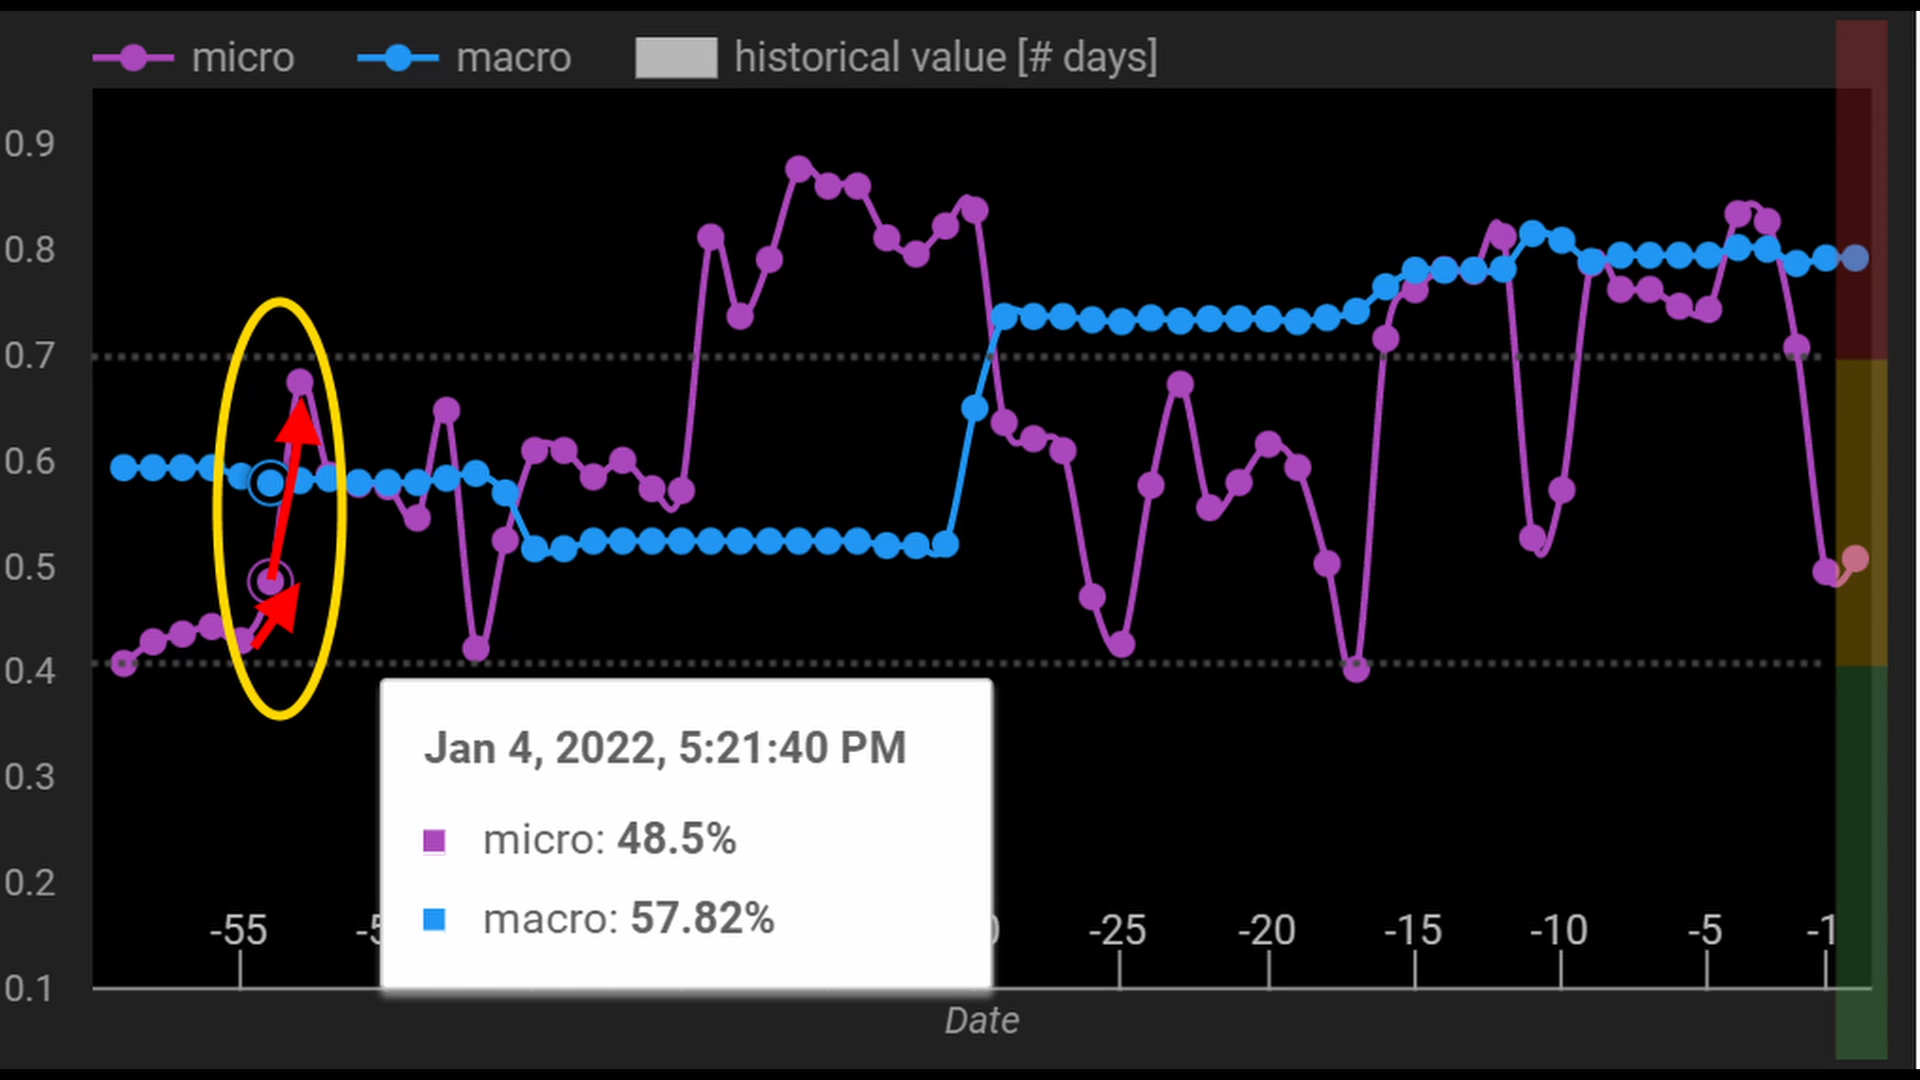 micro macro historical value [# days]
0.9
0.8
0.7
0.6
0.5
0.4
0.3
0.2
0.1
Jan 4, 2022, 5:21:40 PM
micro: 48.5%
macro: 57.82%
-55 -25 -20 -15 -10 -5 -1
Date